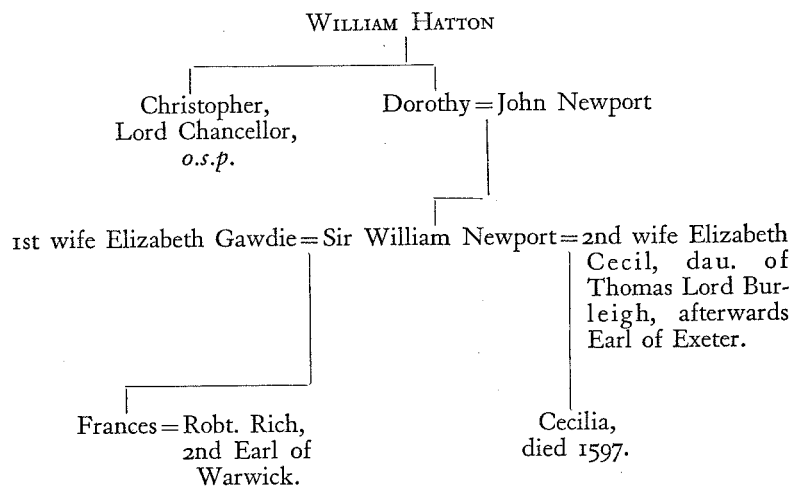 WILLIAM HATTON
Christopher,
Lord Chancellor,
o.s.p.
Dorothy=John Newport
1st wife Elizabeth Gawdie=Sir William Newport=2nd wife Elizabeth
Cecil, dau. of
Thomas Lord Bur-
leigh, afterwards
Earl of Exeter.
Frances=Robt. Rich,
2nd Earl of
Warwick.
Cecilia,
died 1597.